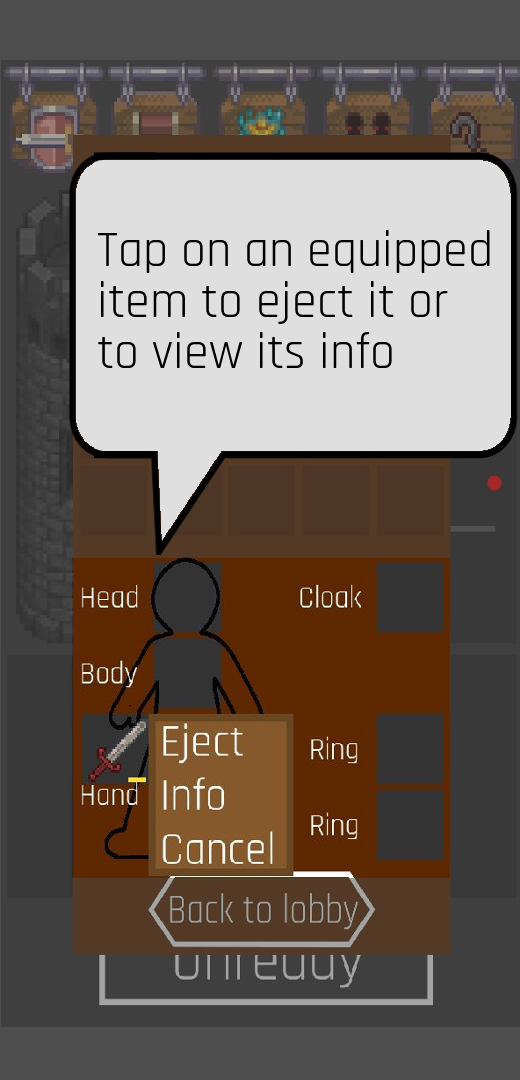 Tap on an equipped
item to eject it or
to view its info
Head
Cloak
Body
Eject
Ring
Info
Hand
Ring
Cancel
Back to lobby
Unready